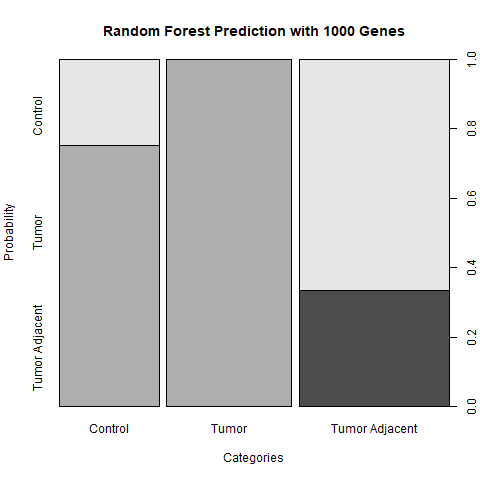 Random Forest Prediction with 1000 Genes
Probability
Control
Tumor
Tumor Adjacent
1.0
0.8
0.6
0.4
0.2
0.0
Control
Tumor
Tumor Adjacent
Categories